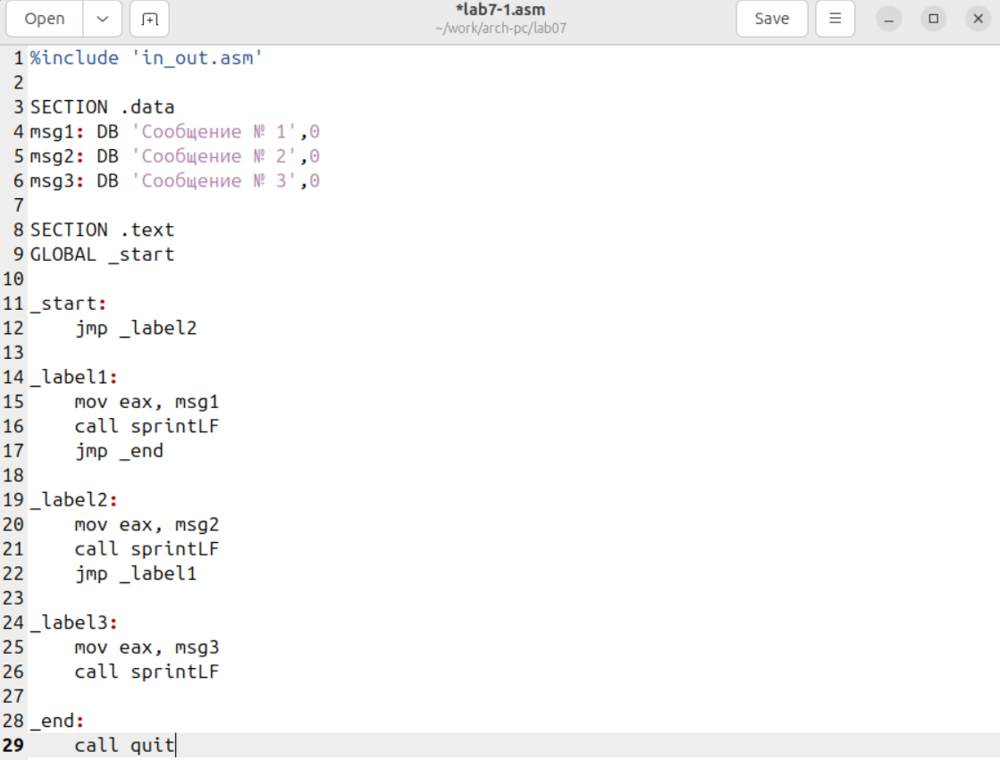 Open
*lab7-1.asm
~/work/arch-pc/lab07
Save
1 %include 'in_out.asm'
2
3 SECTION .data
4 msg1: DB 'Сообщение № 1',0
5 msg2: DB 'Сообщение № 2',0
6 msg3: DB 'Сообщение № 3',0
7
8 SECTION .text
9 GLOBAL _start
10
11 _start:
12     jmp _label2
13
14 _label1:
15     mov eax, msg1
16     call sprintLF
17     jmp _end
18
19 _label2:
20     mov eax, msg2
21     call sprintLF
22     jmp _label1
23
24 _label3:
25     mov eax, msg3
26     call sprintLF
27
28 _end:
29     call quit